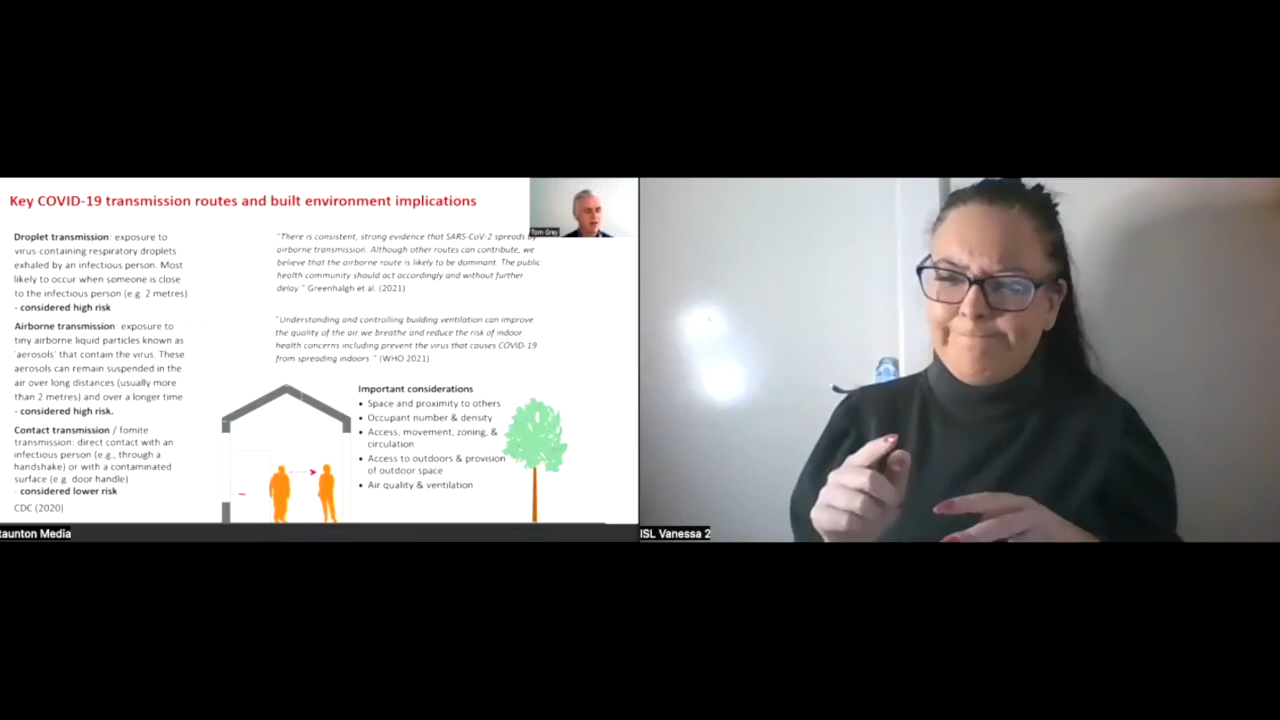 Key COVID-19 transmission routes and built environment implications
Tom Grey
Droplet transmission: exposure to
virus-containing respiratory droplets
exhaled by an infectious person. Most
likely to occur when someone is close
to the infectious person (e.g. 2 metres)
- considered high risk
Airborne transmission: exposure to
tiny airborne liquid particles known as
'aerosols' that contain the virus. These
aerosols can remain suspended in the
air over long distances (usually more
than 2 metres) and over a longer time
- considered high risk.
Contact transmission / fomite
transmission: direct contact with an
infectious person (e.g., through a
handshake) or with a contaminated
surface (e.g. door handle)
- considered lower risk
CDC (2020)
"There is consistent, strong evidence that SARS-CoV-2 spreads by
airborne transmission. Although other routes can contribute, we
believe that the airborne route is likely to be dominant. The public
health community should act accordingly and without further
delay." Greenhalgh et al. (2021)
"Understanding and controlling building ventilation can improve
the quality of the air we breathe and reduce the risk of indoor
health concerns including prevent the virus that causes COVID-19
from spreading indoors." (WHO 2021)
Important considerations
• Space and proximity to others
• Occupant number & density
• Access, movement, zoning, &
circulation
• Access to outdoors & provision
of outdoor space
• Air quality & ventilation
taunton Media
ISL Vanessa 2